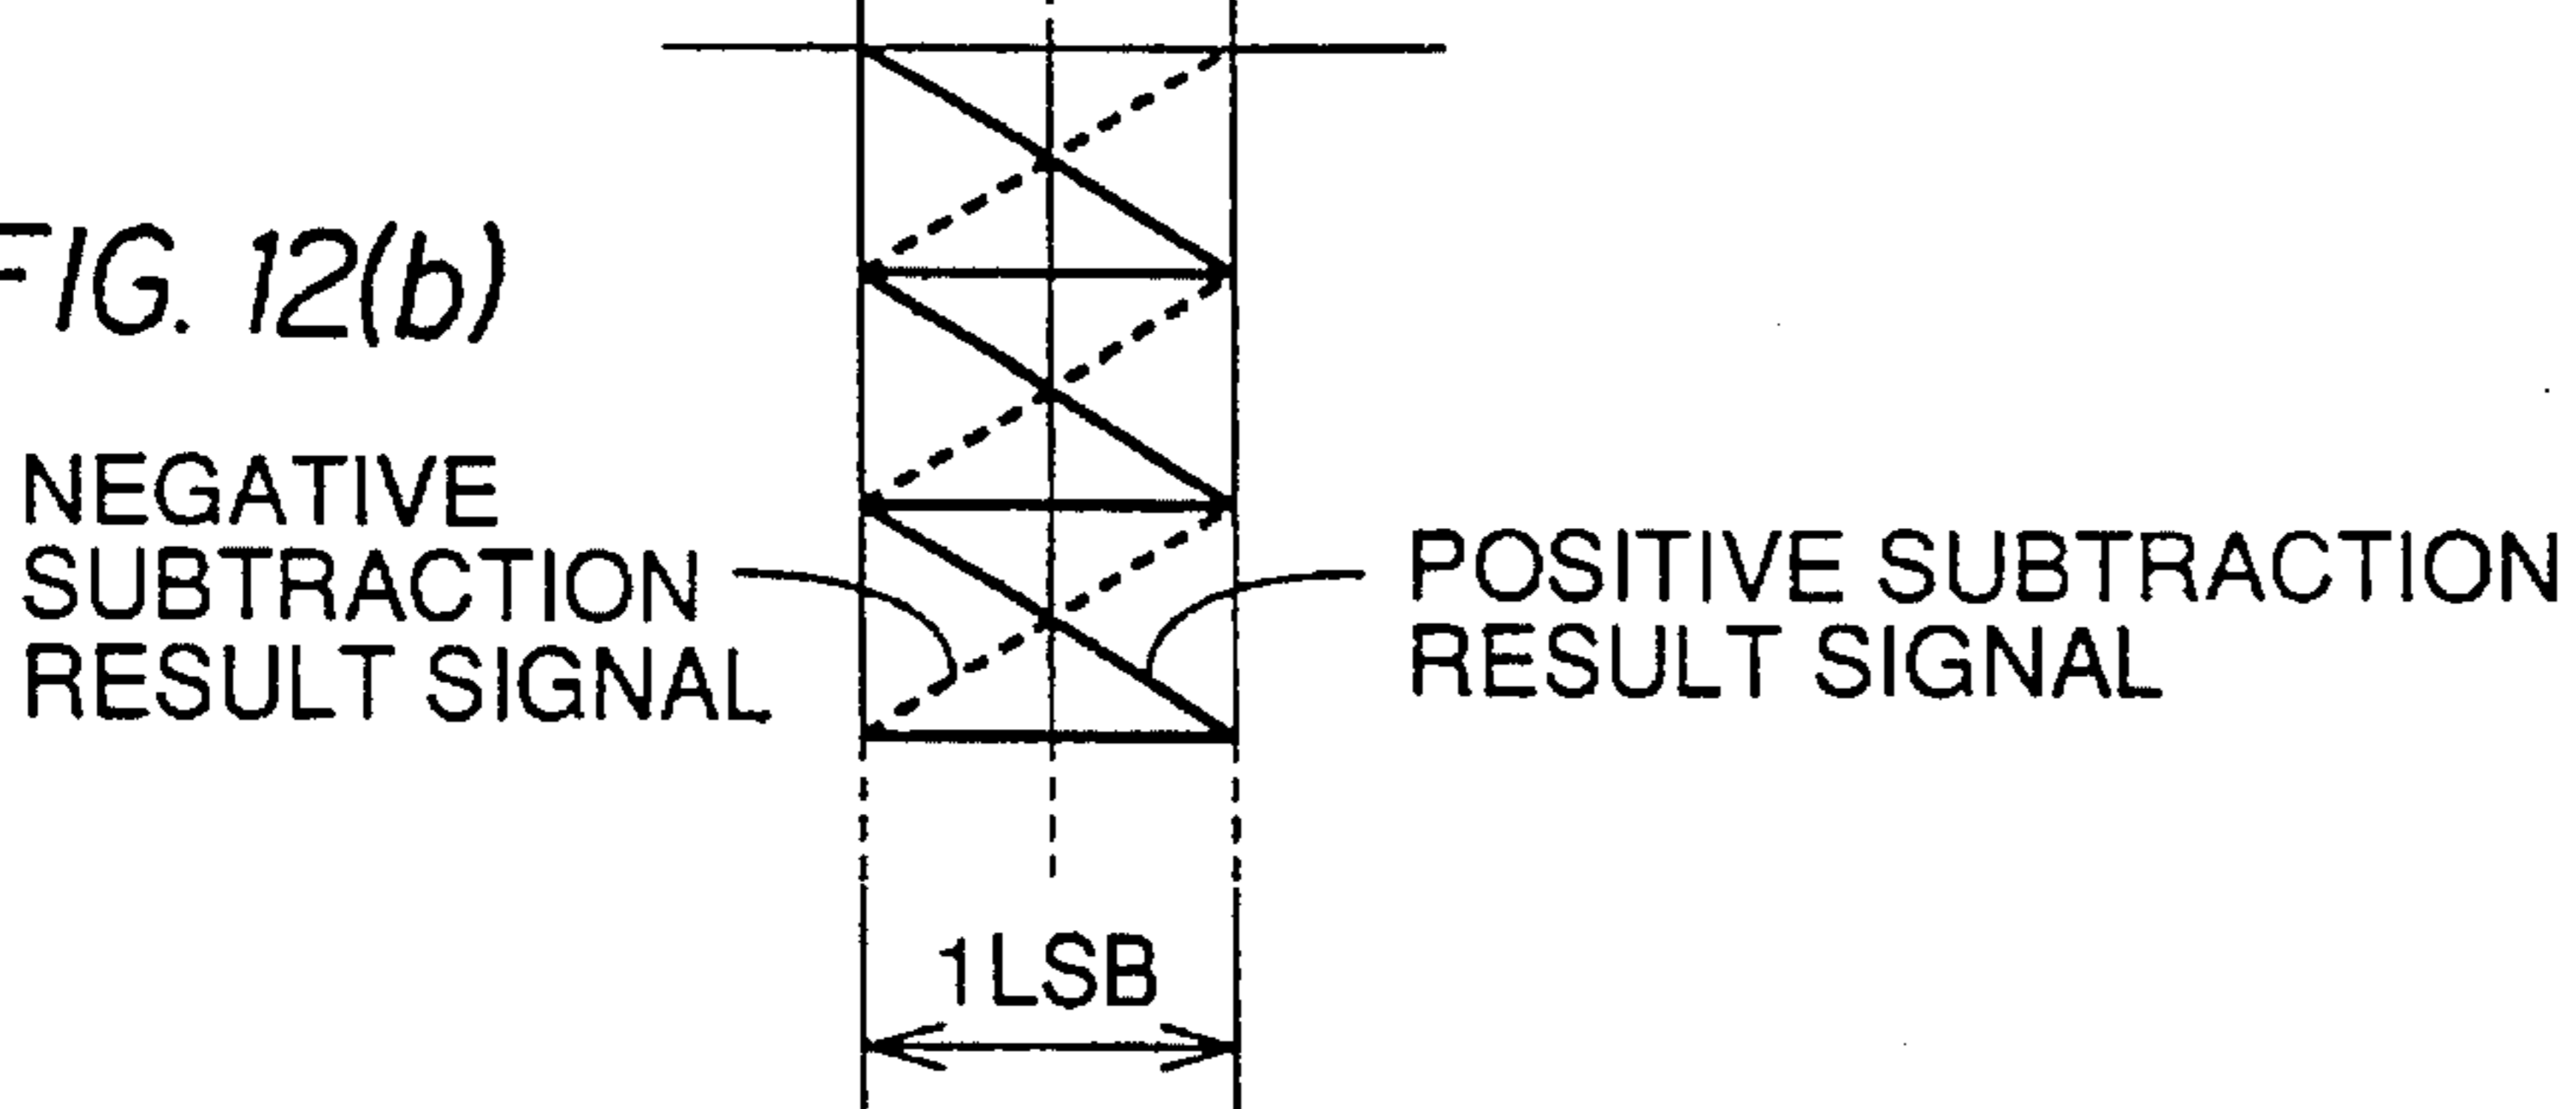 FIG. 12(b)
NEGATIVE
SUBTRACTION
RESULT SIGNAL
POSITIVE SUBTRACTION
RESULT SIGNAL
1LSB